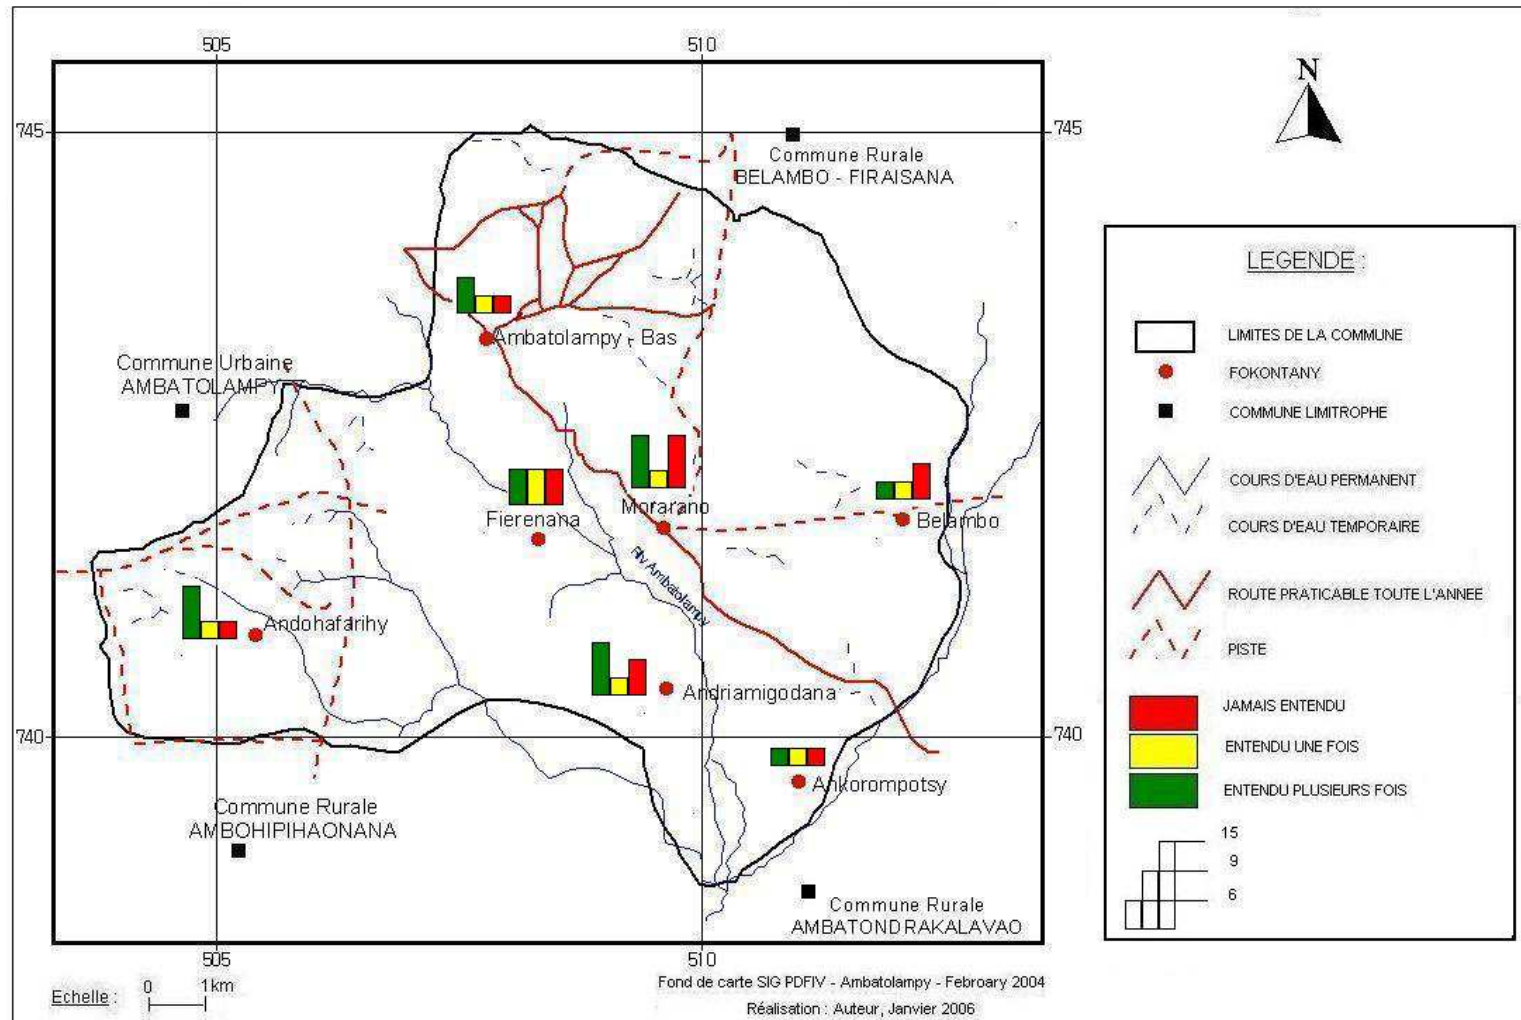 505
510
745
745
N
Commune Rurale
BELAMBO - FIRAISANA
LEGENDE :
LIMITES DE LA COMMUNE
FOKONTANY
COMMUNE LIMITROPHE
COURS D'EAU PERMANENT
COURS D'EAU TEMPORAIRE
ROUTE PRATICABLE TOUTE L'ANNEE
PISTE
JAMAIS ENTENDU
ENTENDU UNE FOIS
ENTENDU PLUSIEURS FOIS
15
9
6
Ambatolampy - Bas
Commune Urbaine
AMBATOLAMPY
Fierenana
Morarano
Belambo
Riv Ambatolampy
Andohafarihy
Andriamigodana
740
740
Ankorompotsy
Commune Rurale
AMBOHIPIHAONANA
Commune Rurale
AMBATONDRAKALAVAO
505
510
Echelle :
0
1km
Fond de carte SIG PDFIV - Ambatolampy - Febroary 2004
Réalisation : Auteur, Janvier 2006